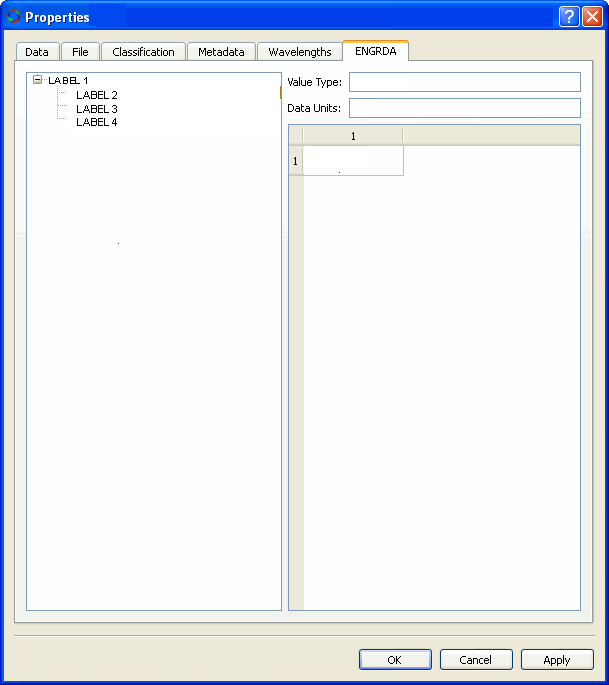 Properties
Data File Classification Metadata Wavelengths ENGRDA
LABEL 1
LABEL 2
LABEL 3
LABEL 4
Value Type:
Data Units:
1
1
OK Cancel Apply